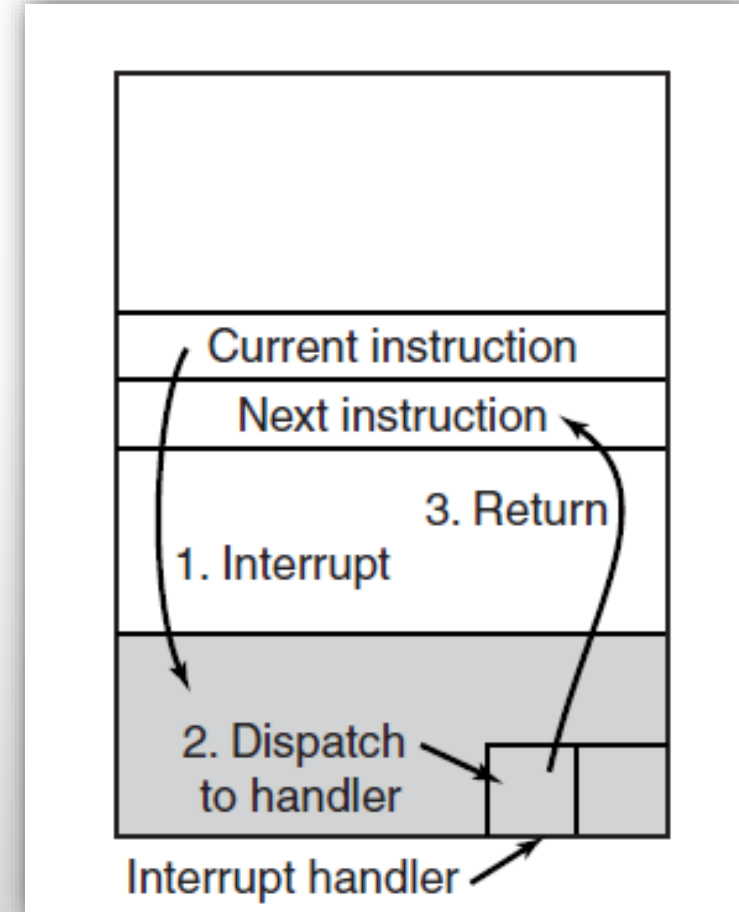 Current instruction
Next instruction
3. Return
1. Interrupt
2. Dispatch
to handler
Interrupt handler